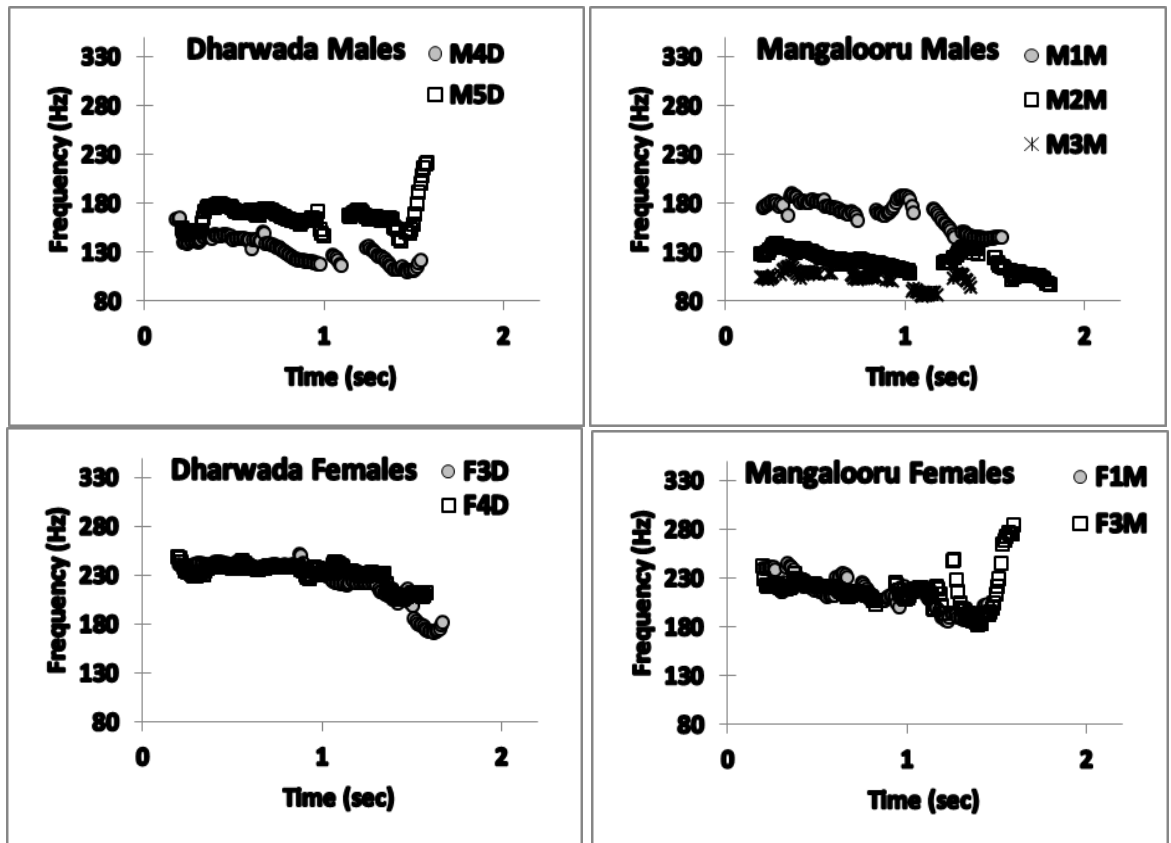 Dharwada Males
M4D
M5D
Frequency (Hz)
330
280
230
180
130
80
0 1 2
Time (sec)
Mangalooru Males
M1M
M2M
M3M
Frequency (Hz)
330
280
230
180
130
80
0 1 2
Time (sec)
Dharwada Females
F3D
F4D
Frequency (Hz)
330
280
230
180
130
80
0 1 2
Time (sec)
Mangalooru Females
F1M
F3M
Frequency (Hz)
330
280
230
180
130
80
0 1 2
Time (sec)